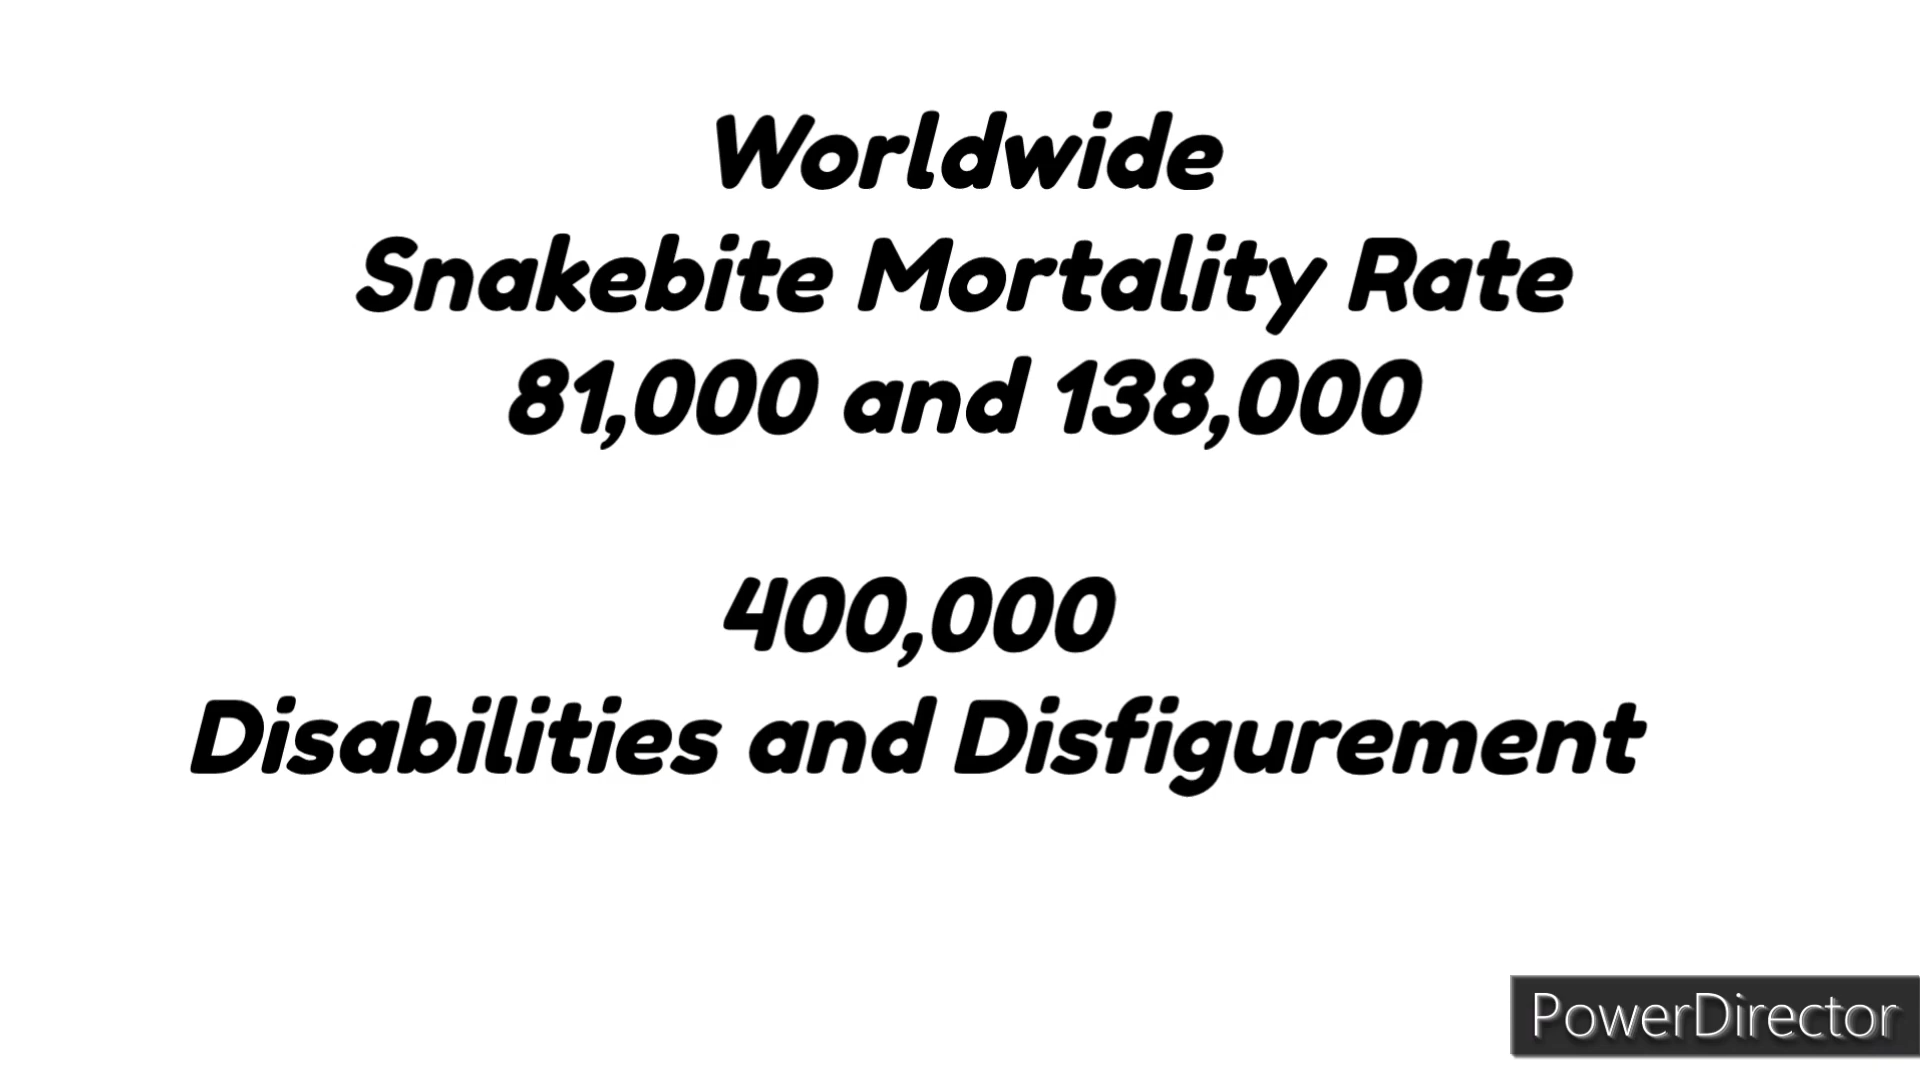 Worldwide
Snakebite Mortality Rate
81,000 and 138,000
400,000
Disabilities and Disfigurement
PowerDirector